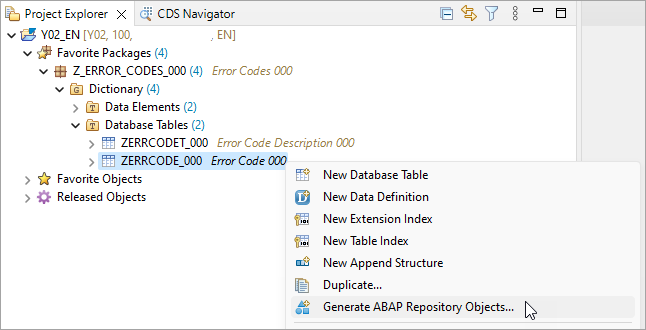 Project Explorer CDS Navigator
Y02_EN [Y02, 100, , EN]
Favorite Packages (4)
Z_ERROR_CODES_000 (4) Error Codes 000
Dictionary (4)
Data Elements (2)
Database Tables (2)
ZERRCODET_000 Error Code Description 000
ZERRCODE_000 Error Code 000
Favorite Objects
Released Objects
New Database Table
New Data Definition
New Extension Index
New Table Index
New Append Structure
Duplicate...
Generate ABAP Repository Objects...